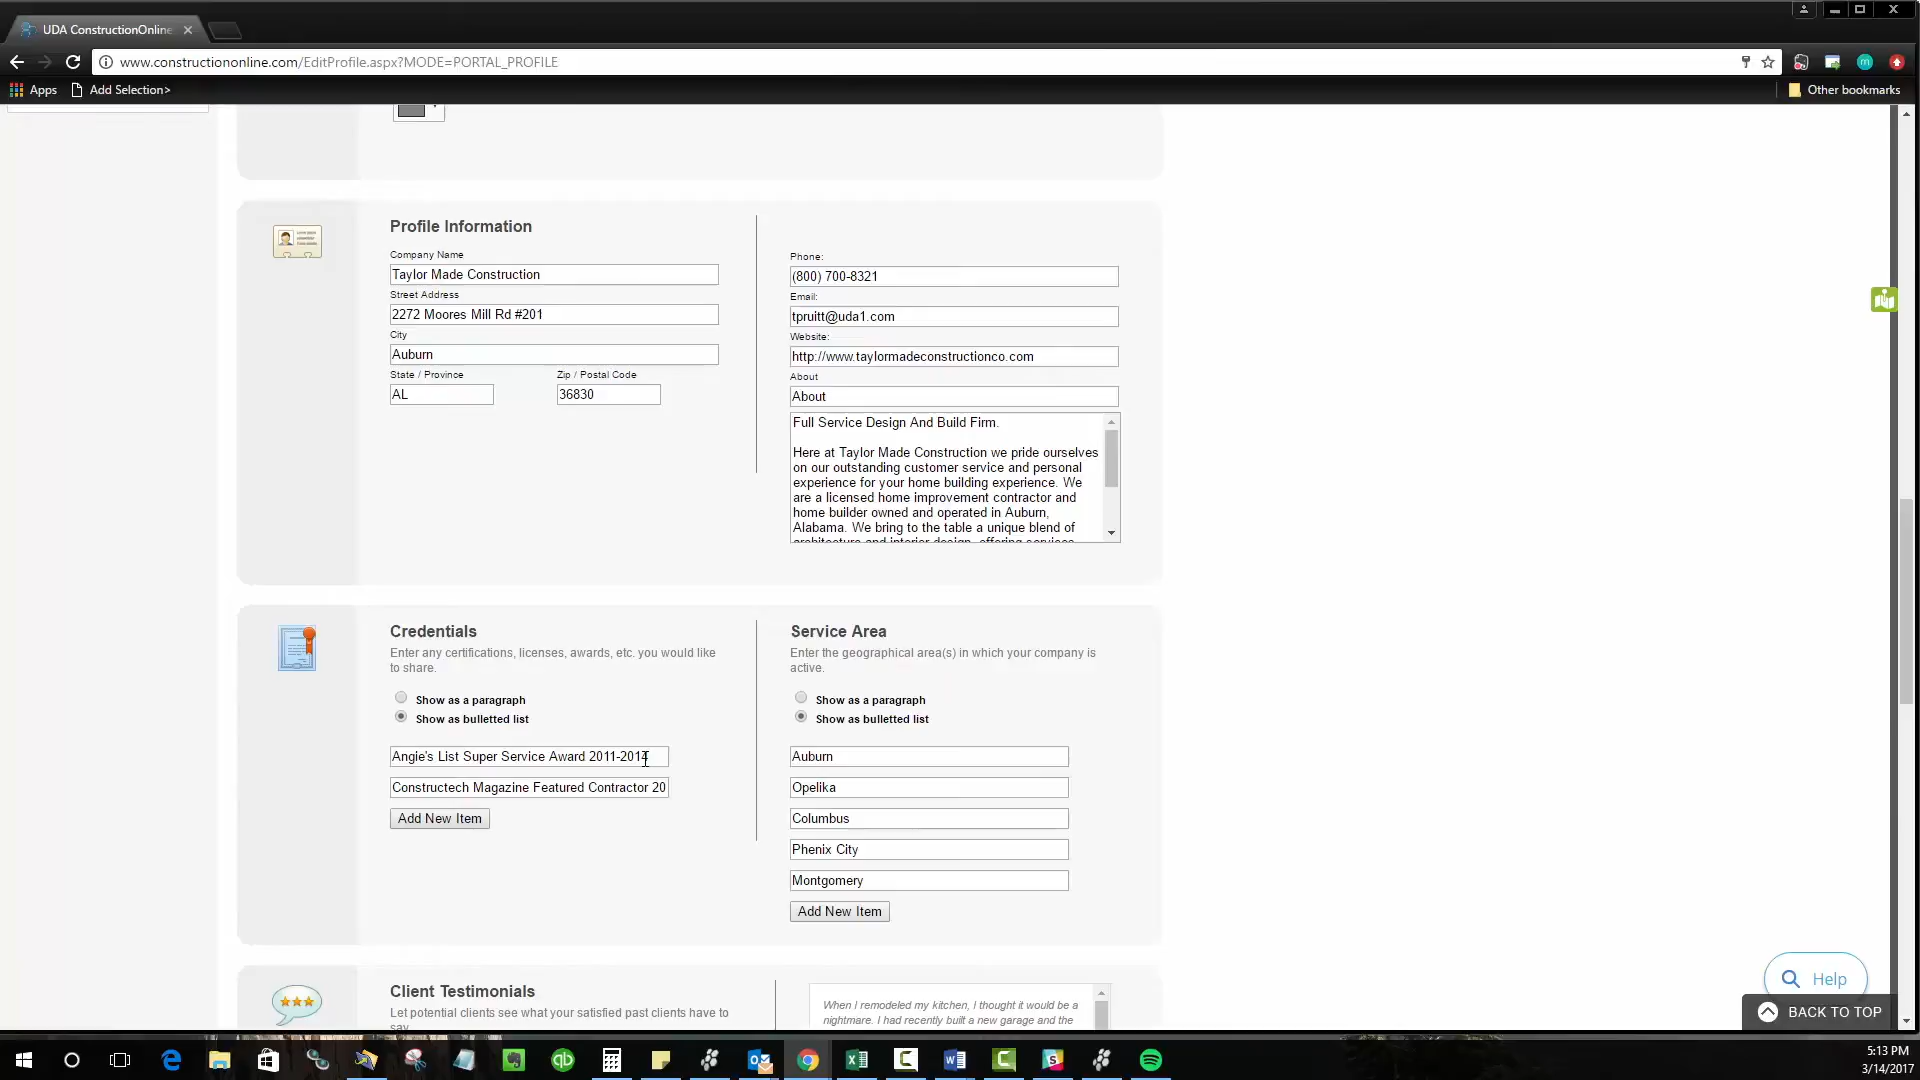 UDA ConstructionOnline
www.constructiononline.com/EditProfile.aspx?MODE=PORTAL_PROFILE
Apps
Add Selection>
Other bookmarks
Profile Information
Company Name
Taylor Made Construction
Street Address
2272 Moores Mill Rd #201
City
Auburn
State / Province
Zip / Postal Code
AL
36830
Phone:
(800) 700-8321
Email:
tpruitt@uda1.com
Website:
http://www.taylormadeconstructionco.com
About
About
Full Service Design And Build Firm.
Here at Taylor Made Construction we pride ourselves
on our outstanding customer service and personal
experience for your home building experience. We
are a licensed home improvement contractor and
home builder owned and operated in Auburn,
Alabama. We bring to the table a unique blend of
architecture and interior design, offering services
Credentials
Enter any certifications, licenses, awards, etc. you would like
to share.
Show as a paragraph
Show as bulletted list
Angie's List Super Service Award 2011-2014
Constructech Magazine Featured Contractor 20
Add New Item
Service Area
Enter the geographical area(s) in which your company is
active.
Show as a paragraph
Show as bulletted list
Auburn
Opelika
Columbus
Phenix City
Montgomery
Add New Item
Client Testimonials
Let potential clients see what your satisfied past clients have to
say.
When I remodeled my kitchen, I thought it would be a
nightmare. I had recently built a new garage and the
Help
BACK TO TOP
5:13 PM
3/14/2017